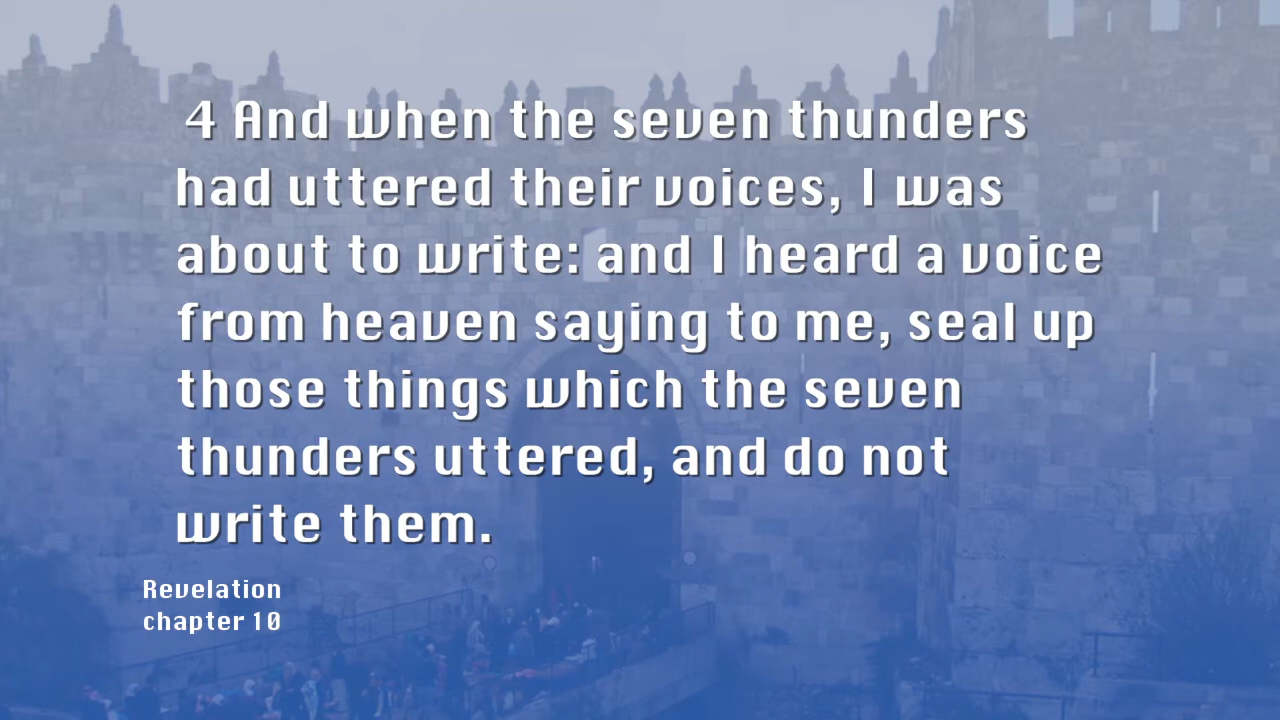 4 And when the seven thunders
had uttered their voices, I was
about to write: and I heard a voice
from heaven saying to me, seal up
those things which the seven
thunders uttered, and do not
write them.
Revelation
chapter 10